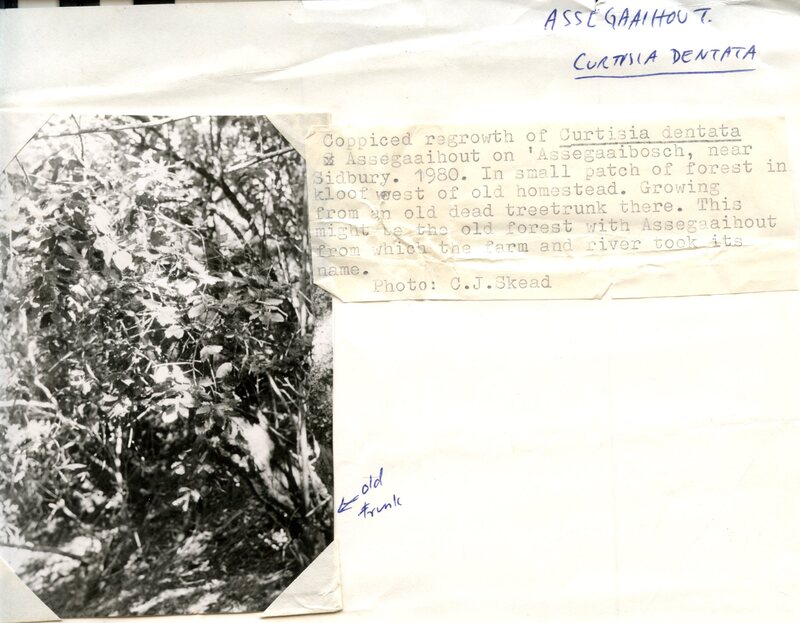 ASSEGAAIHOUT.
CURTISIA DENTATA
Coppiced regrowth of Curtisia dentata
Assegaaihout on 'Assegaaibosch, near
Sidbury. 1980. In small patch of forest in
kloof west of old homestead. Growing
from an old dead treetrunk there. This
might be the old forest with Assegaaihout
from which the farm and river took its
name.
Photo: C.J.Skead
old
trunk